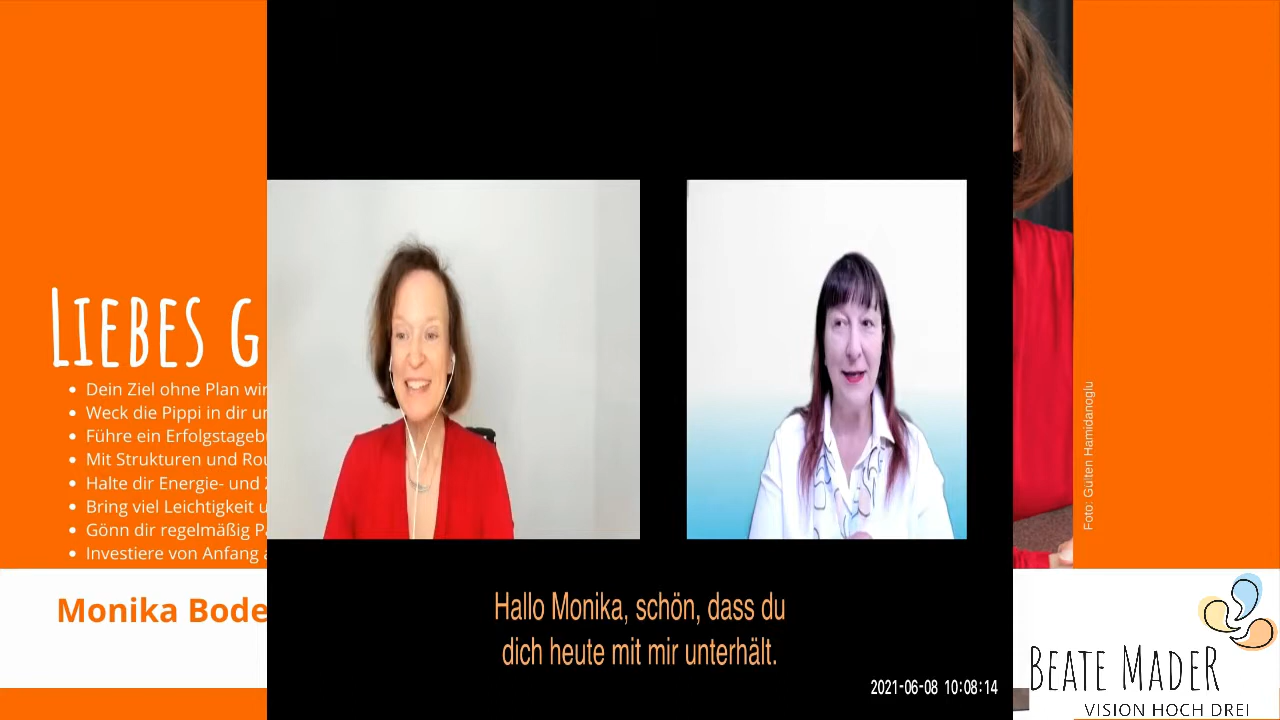 LIEBES G
Dein Ziel ohne Plan wir
Weck die Pippi in dir un
Führe ein Erfolgstageb
Mit Strukturen und Rou
Halte dir Energie- und
Bring viel Leichtigkeit u
Gönn dir regelmäßig P
Investiere von Anfang a
Monika Bode
Hallo Monika, schön, dass du
dich heute mit mir unterhält.
2021-06-08 10:08:14
Foto: Gülten Hamidanoglu
BEATE MADER
VISION HOCH DREI